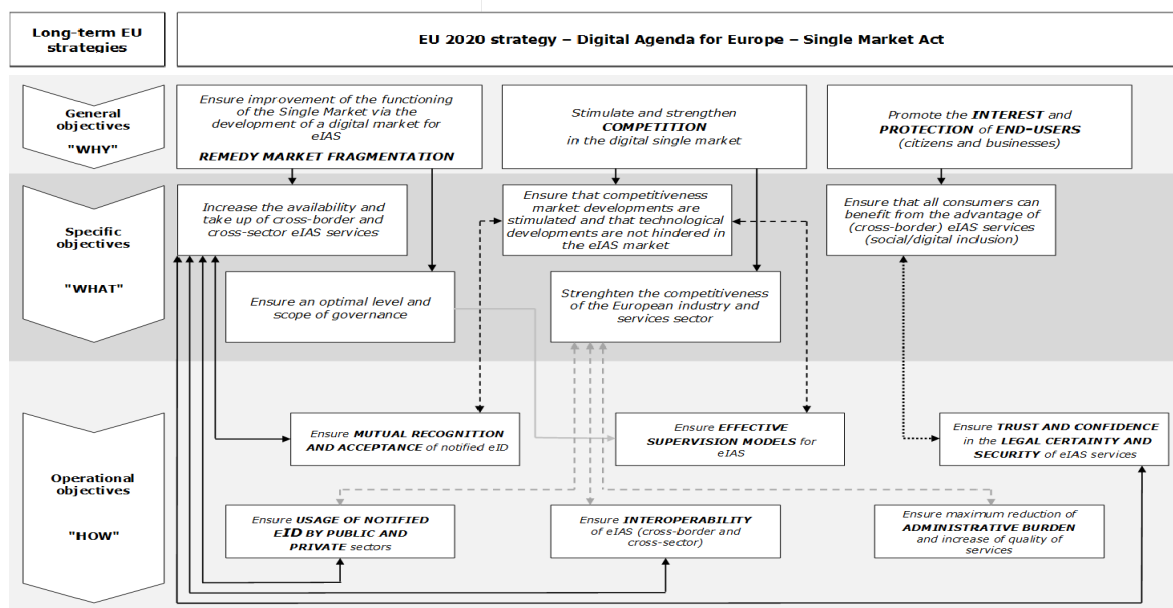 Long-term EU
strategies
EU 2020 strategy – Digital Agenda for Europe – Single Market Act
General
objectives
"WHY"
Ensure improvement of the functioning
of the Single Market via the
development of a digital market for
eIAS
REMEDY MARKET FRAGMENTATION
Stimulate and strengthen
COMPETITION
in the digital single market
Promote the INTEREST and
PROTECTION of END-USERS
(citizens and businesses)
Specific
objectives
"WHAT"
Increase the availability and
take up of cross-border and
cross-sector eIAS services
Ensure that competitiveness
market developments are
stimulated and that technological
developments are not hindered in
the eIAS market
Ensure that all consumers can
benefit from the advantage of
(cross-border) eIAS services
(social/digital inclusion)
Ensure an optimal level and
scope of governance
Strenghten the competitiveness
of the European industry and
services sector
Operational
objectives
"HOW"
Ensure MUTUAL RECOGNITION
AND ACCEPTANCE of notified eID
Ensure EFFECTIVE
SUPERVISION MODELS for
eIAS
Ensure TRUST AND CONFIDENCE
in the LEGAL CERTAINTY AND
SECURITY of eIAS services
Ensure USAGE OF NOTIFIED
eID BY PUBLIC AND
PRIVATE sectors
Ensure INTEROPERABILITY
of eIAS (cross-border and
cross-sector)
Ensure maximum reduction of
ADMINISTRATIVE BURDEN
and increase of quality of
services